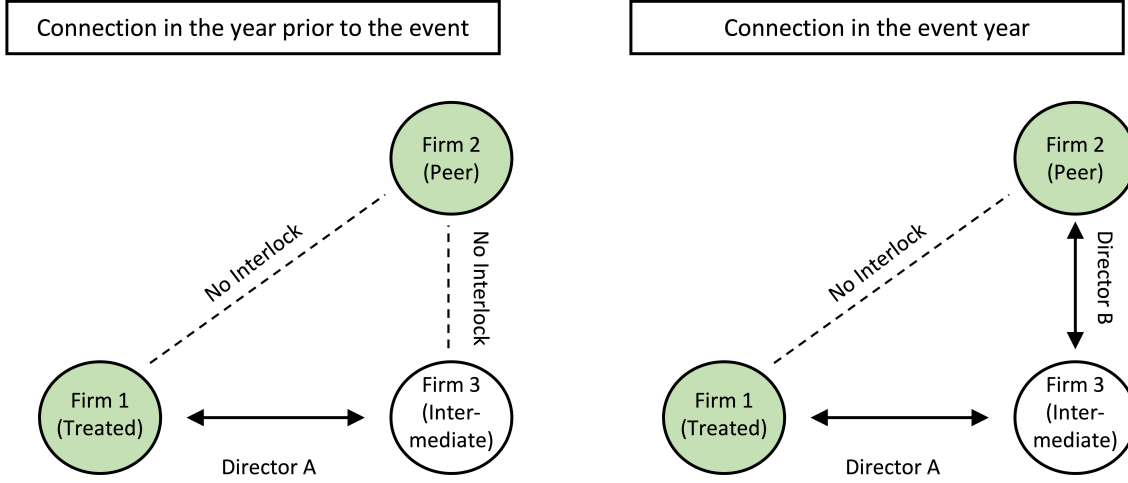 Connection in the year prior to the event
Firm 2
(Peer)
No Interlock
No Interlock
Firm 1
(Treated)
Firm 3
(Inter-
mediate)
Director A
Connection in the event year
Firm 2
(Peer)
No Interlock
Director B
Firm 1
(Treated)
Firm 3
(Inter-
mediate)
Director A